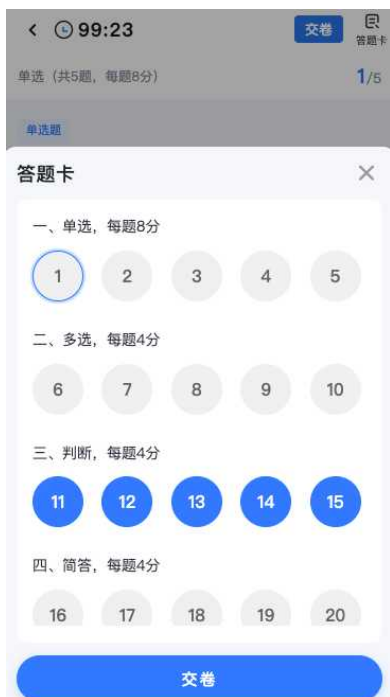 99:23 交卷 答题卡
单选（共5题，每题8分） 1/5
单选题
答题卡
一、单选，每题8分
1 2 3 4 5
二、多选，每题4分
6 7 8 9 10
三、判断，每题4分
11 12 13 14 15
四、简答，每题4分
16 17 18 19 20
交卷